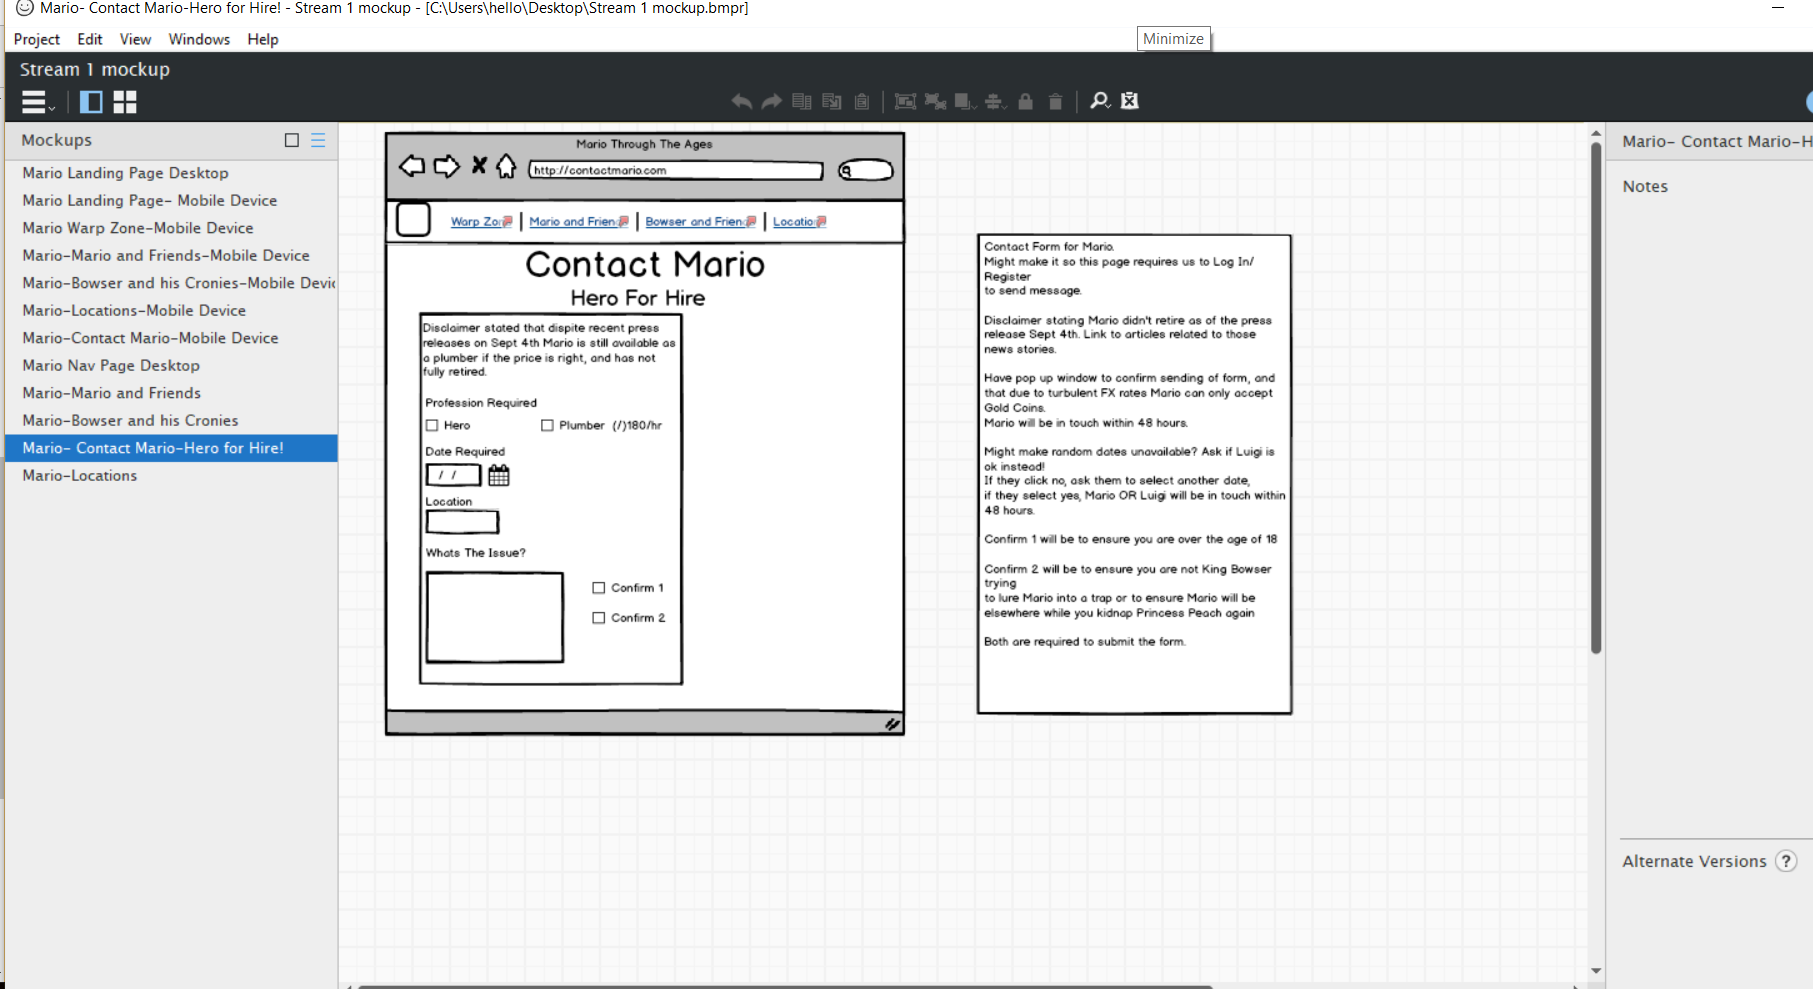 Mario- Contact Mario-Hero for Hire! - Stream 1 mockup - [C:\Users\hello\Desktop\Stream 1 mockup.bmpr]
Project Edit View Windows Help
Minimize
Stream 1 mockup
Mockups
Mario Landing Page Desktop
Mario Landing Page- Mobile Device
Mario Warp Zone-Mobile Device
Mario-Mario and Friends-Mobile Device
Mario-Bowser and his Cronies-Mobile Devic
Mario-Locations-Mobile Device
Mario-Contact Mario-Mobile Device
Mario Nav Page Desktop
Mario-Mario and Friends
Mario-Bowser and his Cronies
Mario- Contact Mario-Hero for Hire!
Mario-Locations
Mario Through The Ages
http://contactmario.com
Warp Zon | Mario and Friend | Bowser and Friend | Location
Contact Mario
Hero For Hire
Disclaimer stated that dispite recent press
releases on Sept 4th Mario is still available as
a plumber if the price is right, and has not
fully retired.
Profession Required
Hero Plumber (/)180/hr
Date Required
/ /
Location
Whats The Issue?
Confirm 1
Confirm 2
Contact Form for Mario.
Might make it so this page requires us to Log In/
Register
to send message.
Disclaimer stating Mario didn't retire as of the press
release Sept 4th. Link to articles related to those
news stories.
Have pop up window to confirm sending of form, and
that due to turbulent FX rates Mario can only accept
Gold Coins.
Mario will be in touch within 48 hours.
Might make random dates unavailable? Ask if Luigi is
ok instead!
If they click no, ask them to select another date,
if they select yes, Mario OR Luigi will be in touch within
48 hours.
Confirm 1 will be to ensure you are over the age of 18
Confirm 2 will be to ensure you are not King Bowser
trying
to lure Mario into a trap or to ensure Mario will be
elsewhere while you kidnap Princess Peach again
Both are required to submit the form.
Mario- Contact Mario-H
Notes
Alternate Versions ?